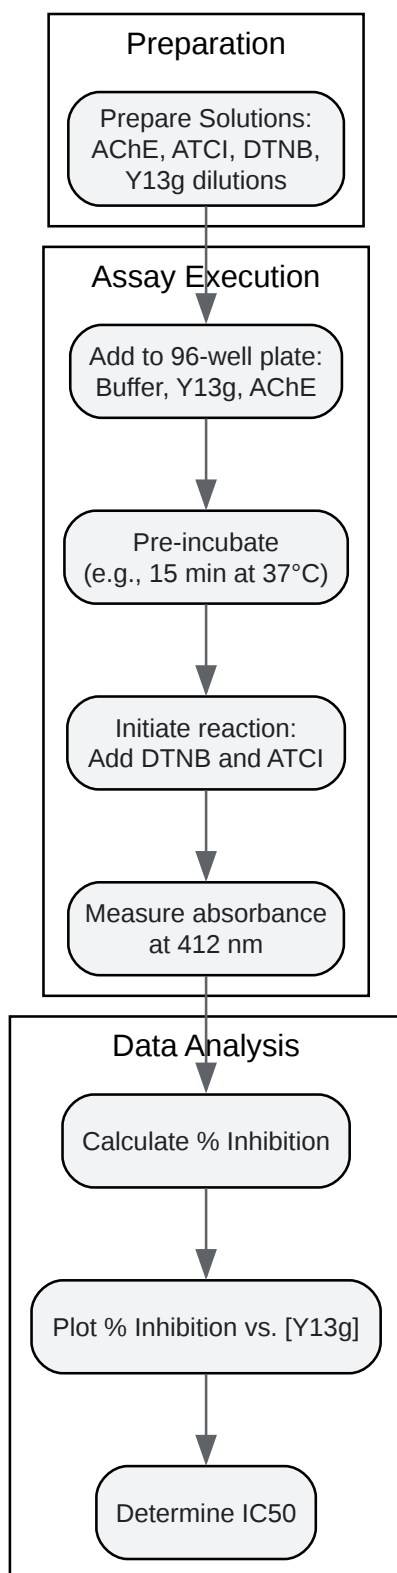 Preparation
Prepare Solutions:
AChE, ATCI, DTNB,
Y13g dilutions
Assay Execution
Add to 96-well plate:
Buffer, Y13g, AChE
Pre-incubate
(e.g., 15 min at 37°C)
Initiate reaction:
Add DTNB and ATCI
Measure absorbance
at 412 nm
Data Analysis
Calculate % Inhibition
Plot % Inhibition vs. [Y13g]
Determine IC50